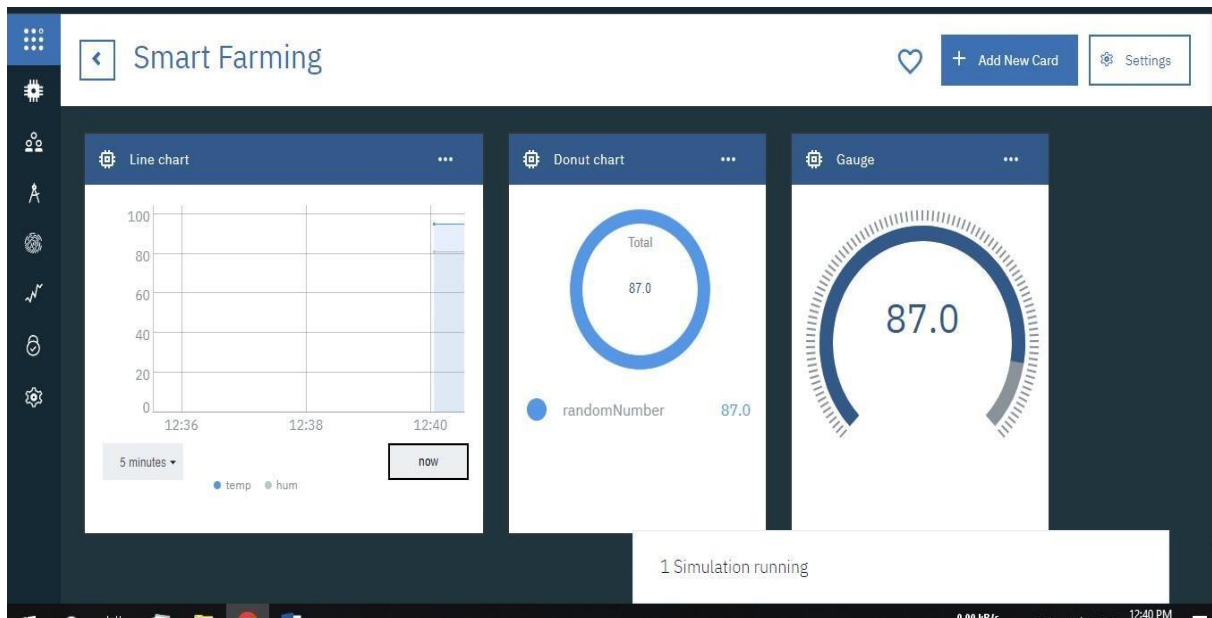 Smart Farming
+ Add New Card
Settings
Line chart
100
80
60
40
20
0
12:36
12:38
12:40
5 minutes
now
temp
hum
Donut chart
Total
87.0
randomNumber 87.0
Gauge
87.0
1 Simulation running
12:40 PM